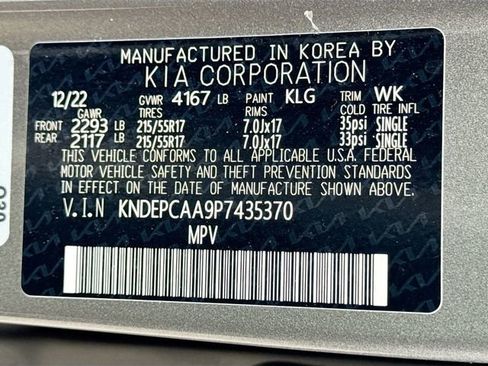 MANUFACTURED IN KOREA BY
KIA CORPORATION
12/22 GVWR 4167 LB PAINT KLG TRIM WK
GAWR TIRES RIMS COLD TIRE INFL
FRONT 2293 LB 215/55R17 7.0Jx17 35psi SINGLE
REAR 2117 LB 215/55R17 7.0Jx17 33psi SINGLE
THIS VEHICLE CONFORMS TO ALL APPLICABLE U.S.A. FEDERAL
MOTOR VEHICLE SAFETY AND THEFT PREVENTION STANDARDS
IN EFFECT ON THE DATE OF MANUFACTURE SHOWN ABOVE.
V.I.N KNDEPCAA9P7435370
MPV